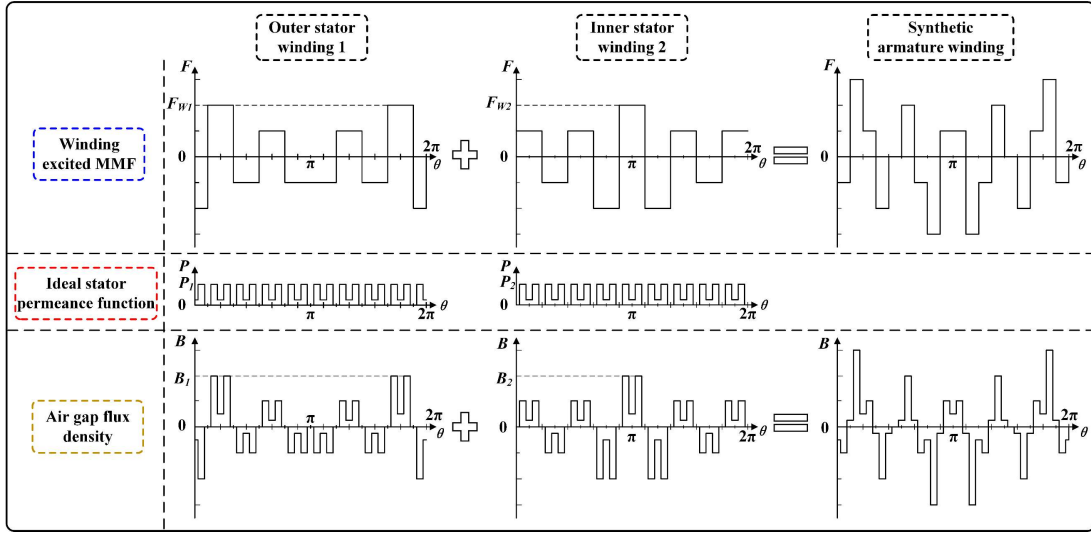 Outer stator
winding 1
Inner stator
winding 2
Synthetic
armature winding
Winding
excited MMF
F
F_W1
0
π
2π
θ
F
F_W2
0
π
2π
θ
F
0
π
2π
θ
Ideal stator
permeance function
P
P_1
0
π
2π
θ
P
P_2
0
π
2π
θ
Air gap flux
density
B
B_1
0
π
2π
θ
B
B_2
0
π
2π
θ
B
0
π
2π
θ